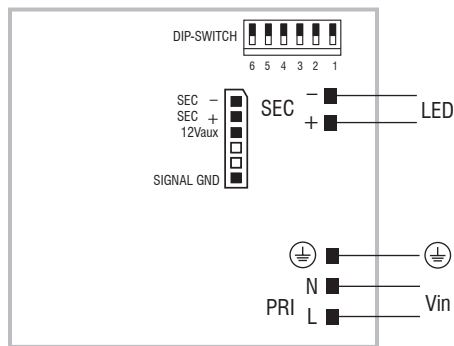 DIP-SWITCH
6 5 4 3 2 1
SEC −
SEC +
12Vaux
SIGNAL GND
SEC
−
+
LED
PRI
N
L
Vin